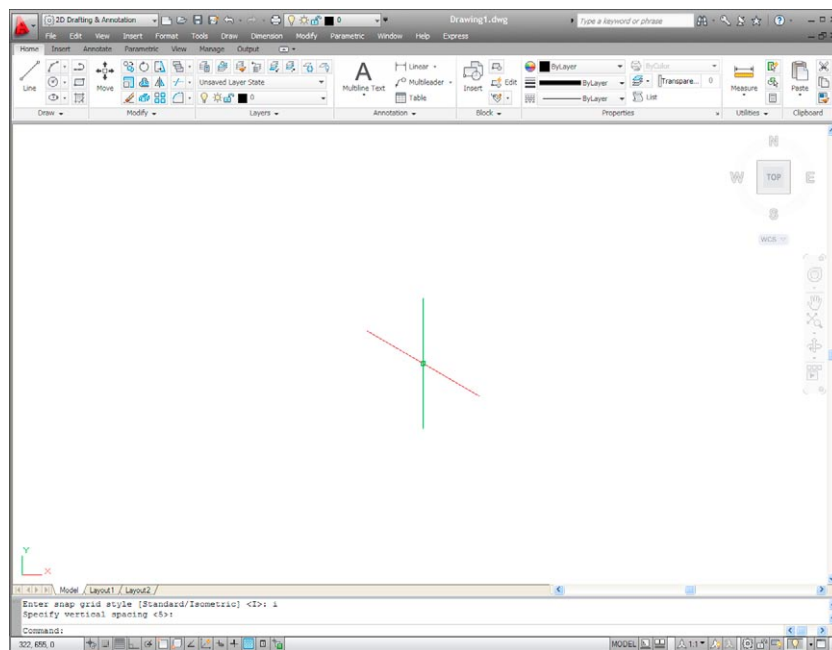 2D Drafting & Annotation 0 Drawing1.dwg Type a keyword or phrase
File Edit View Insert Format Tools Draw Dimension Modify Parametric Window Help Express
Home Insert Annotate Parametric View Manage Output
Line Move Unsaved Layer State 0 A Multiline Text Linear Multileader Table Insert Edit ByLayer ByLayer ByLayer ByColor Transpare... 0 List Measure Paste
Draw Modify Layers Annotation Block Properties Utilities Clipboard
N
W TOP E
S
WCS
Y
X
Model Layout1 Layout2
Enter snap grid style [Standard/Isometric] <I>: i
Specify vertical spacing <5>:
Command:
322, 655, 0 MODEL 1:1